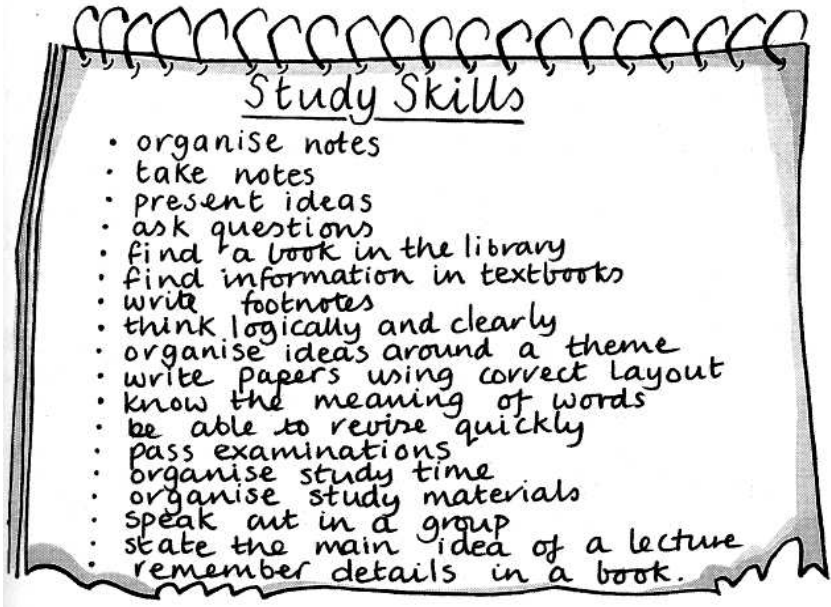 Study Skills
• organise notes
• take notes
• present ideas
• ask questions
• find a book in the library
• find information in textbooks
• write footnotes
• think logically and clearly
• organise ideas around a theme
• write papers using correct layout
• know the meaning of words
• be able to revise quickly
• pass examinations
• organise study time
• organise study materials
• speak out in a group
• state the main idea of a lecture
• remember details in a book.